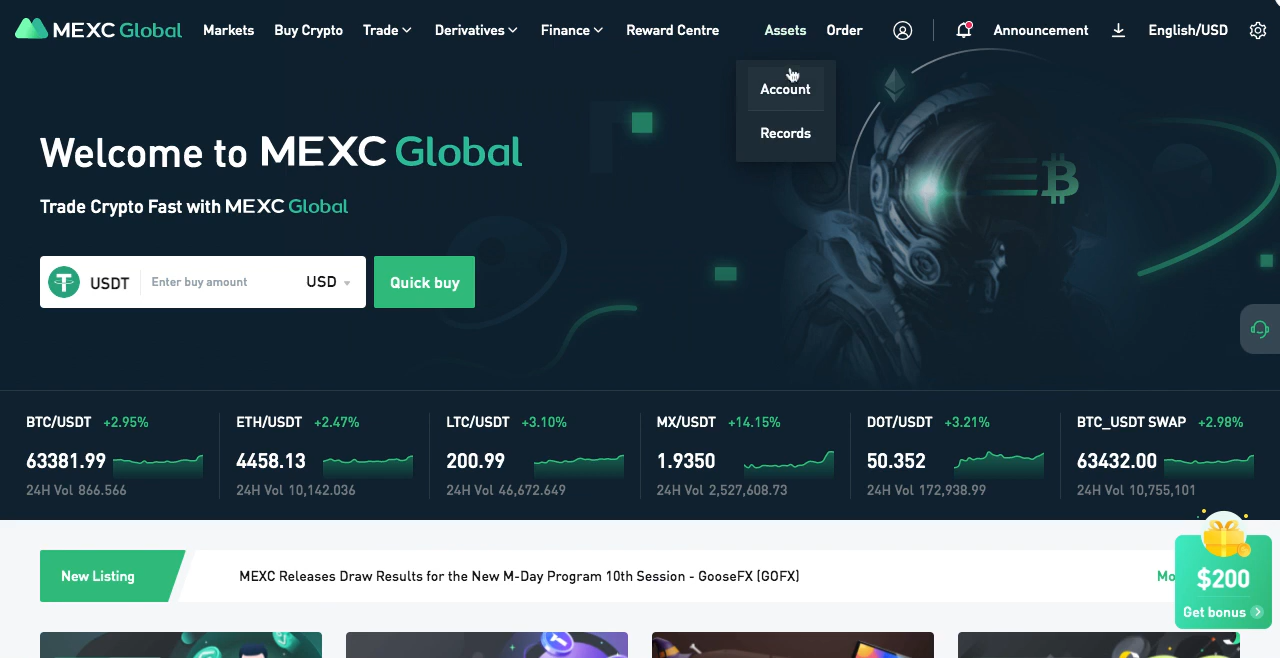 MEXC Global Markets Buy Crypto Trade Derivatives Finance Reward Centre Assets Order Announcement English/USD
Account
Records
Welcome to MEXC Global
Trade Crypto Fast with MEXC Global
USDT Enter buy amount USD Quick buy
BTC/USDT +2.95% ETH/USDT +2.47% LTC/USDT +3.10% MX/USDT +14.15% DOT/USDT +3.21% BTC_USDT SWAP +2.98%
63381.99 4458.13 200.99 1.9350 50.352 63432.00
24H Vol 866.566 24H Vol 10,142.036 24H Vol 46,672.649 24H Vol 2,527,608.73 24H Vol 172,938.99 24H Vol 10,755,101
New Listing MEXC Releases Draw Results for the New M-Day Program 10th Session - GooseFX (GOFX) Mo
$200
Get bonus